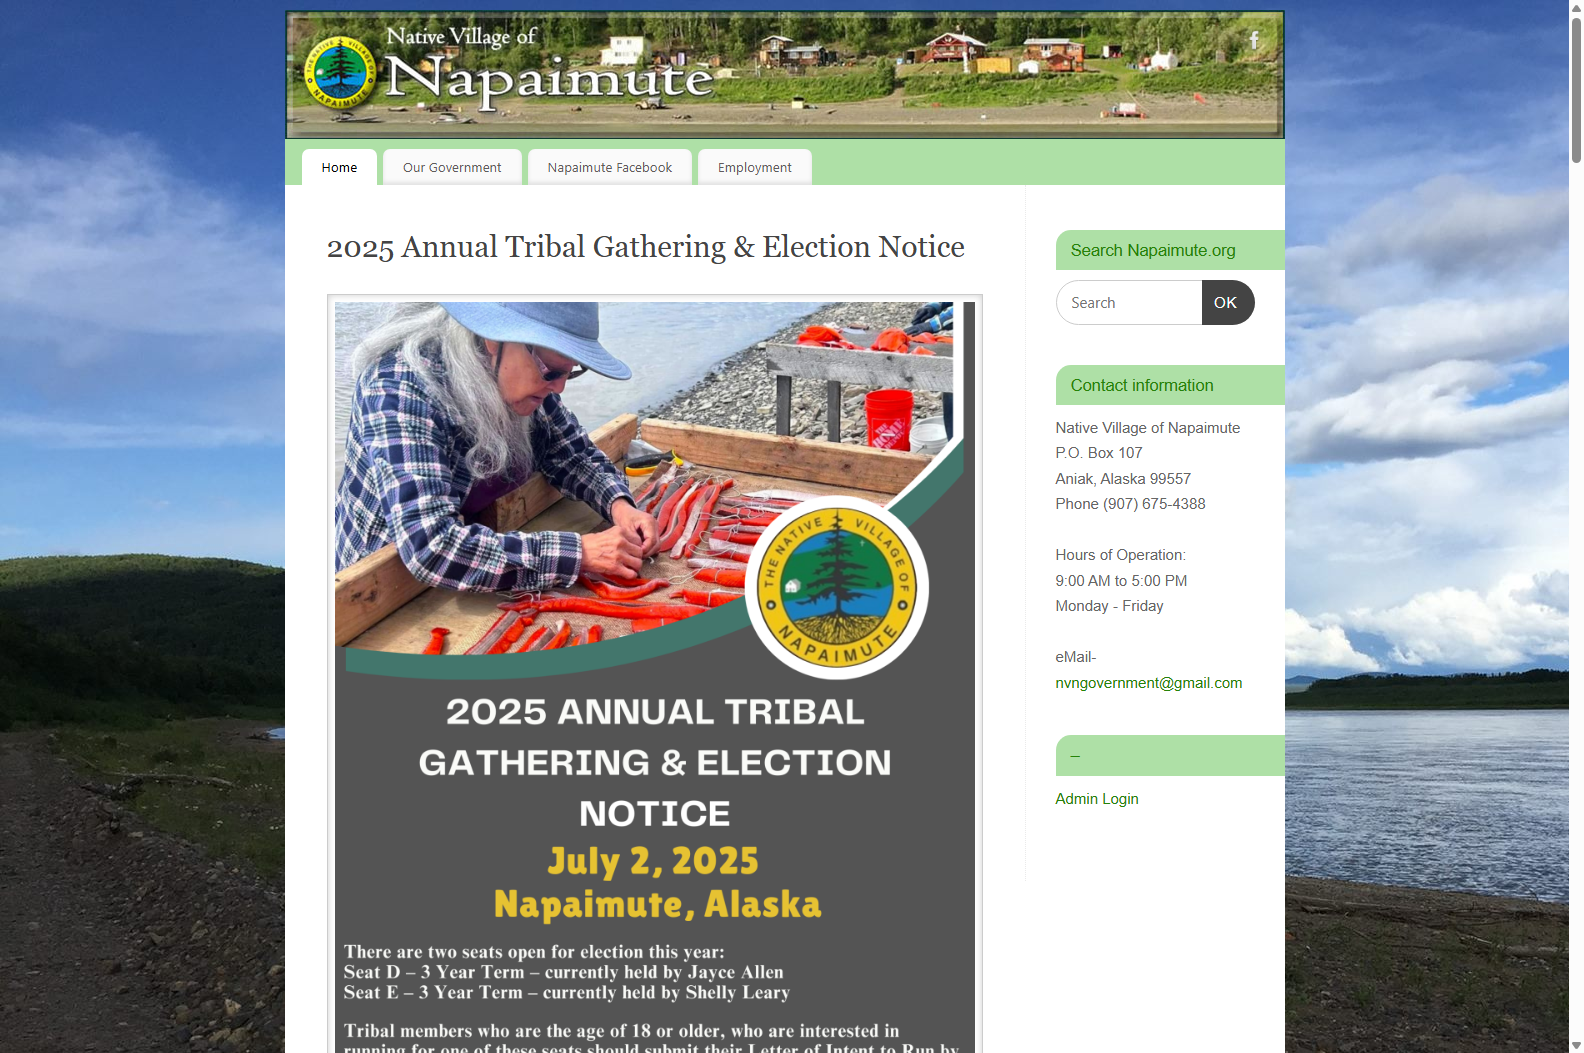 Native Village of
Napaimute
THE NATIVE VILLAGE OF
NAPAIMUTE
Home
Our Government
Napaimute Facebook
Employment
2025 Annual Tribal Gathering & Election Notice
Search Napaimute.org
Search
OK
Contact information
Native Village of Napaimute
P.O. Box 107
Aniak, Alaska 99557
Phone (907) 675-4388
Hours of Operation:
9:00 AM to 5:00 PM
Monday - Friday
eMail-
nvngovernment@gmail.com
–
Admin Login
THE NATIVE VILLAGE OF
NAPAIMUTE
2025 ANNUAL TRIBAL
GATHERING & ELECTION
NOTICE
July 2, 2025
Napaimute, Alaska
There are two seats open for election this year:
Seat D – 3 Year Term – currently held by Jayce Allen
Seat E – 3 Year Term – currently held by Shelly Leary
Tribal members who are the age of 18 or older, who are interested in
running for one of these seats should submit their Letter of Intent to Run by